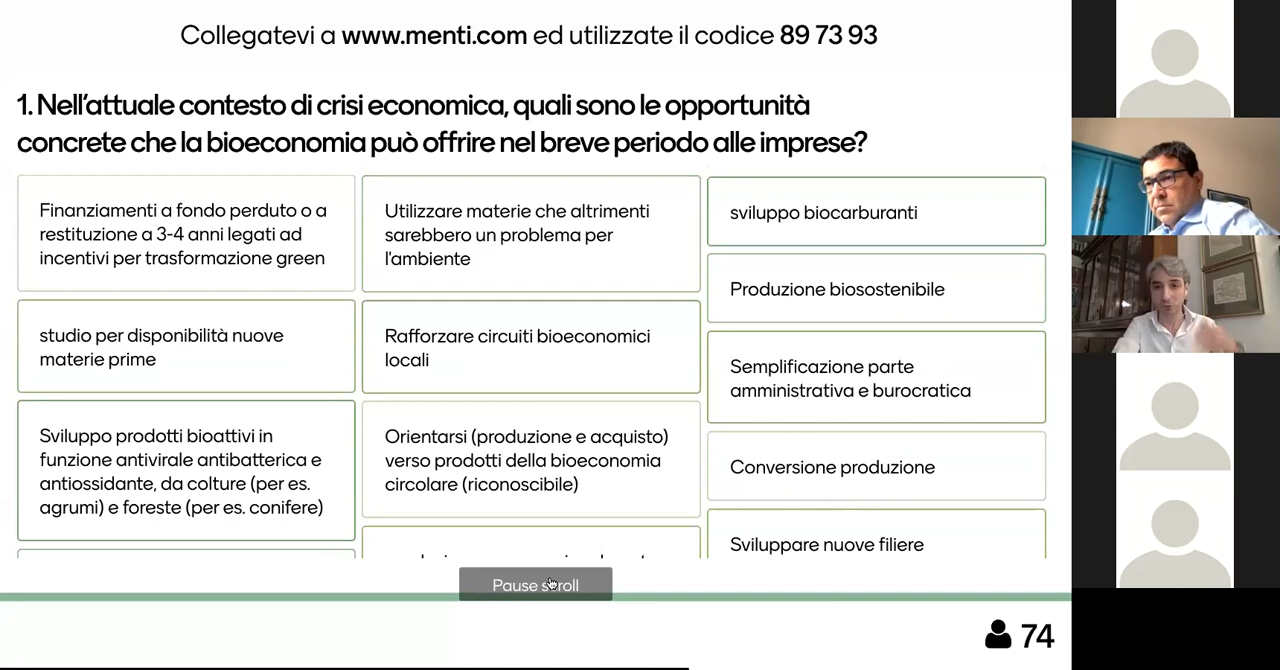 Collegatevi a www.menti.com ed utilizzate il codice 89 73 93
1. Nell'attuale contesto di crisi economica, quali sono le opportunità
concrete che la bioeconomia può offrire nel breve periodo alle imprese?
Finanziamenti a fondo perduto o a
restituzione a 3-4 anni legati ad
incentivi per trasformazione green
studio per disponibilità nuove
materie prime
Sviluppo prodotti bioattivi in
funzione antivirale antibatterica e
antiossidante, da colture (per es.
agrumi) e foreste (per es. conifere)
Utilizzare materie che altrimenti
sarebbero un problema per
l'ambiente
Rafforzare circuiti bioeconomici
locali
Orientarsi (produzione e acquisto)
verso prodotti della bioeconomia
circolare (riconoscibile)
sviluppo biocarburanti
Produzione biosostenibile
Semplificazione parte
amministrativa e burocratica
Conversione produzione
Sviluppare nuove filiere
Pause scroll
74